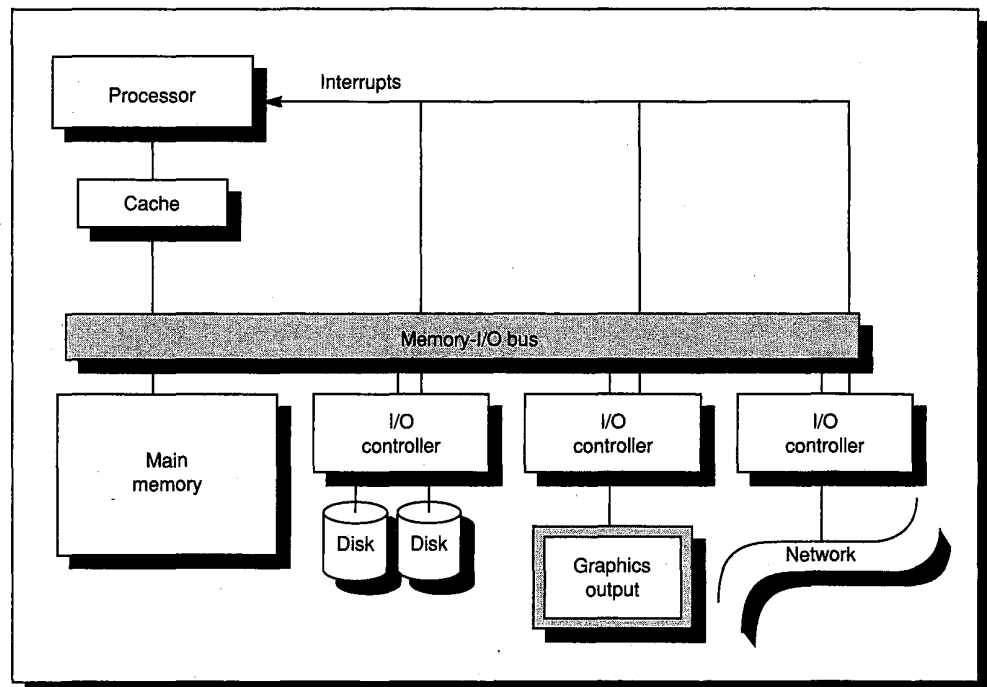 Processor
Interrupts
Cache
Memory-I/O bus
Main
memory
I/O
controller
I/O
controller
I/O
controller
Disk
Disk
Graphics
output
Network